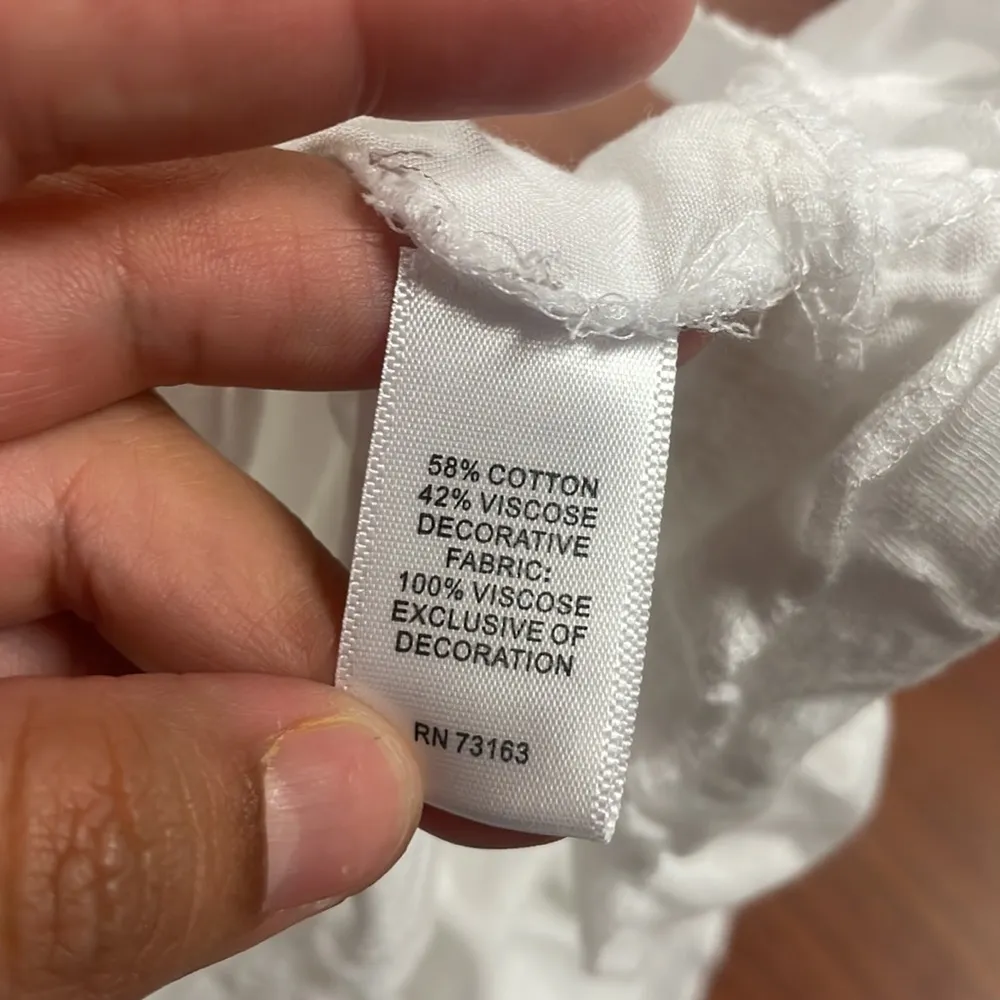 58% COTTON
42% VISCOSE
DECORATIVE
FABRIC:
100% VISCOSE
EXCLUSIVE OF
DECORATION
RN 73163